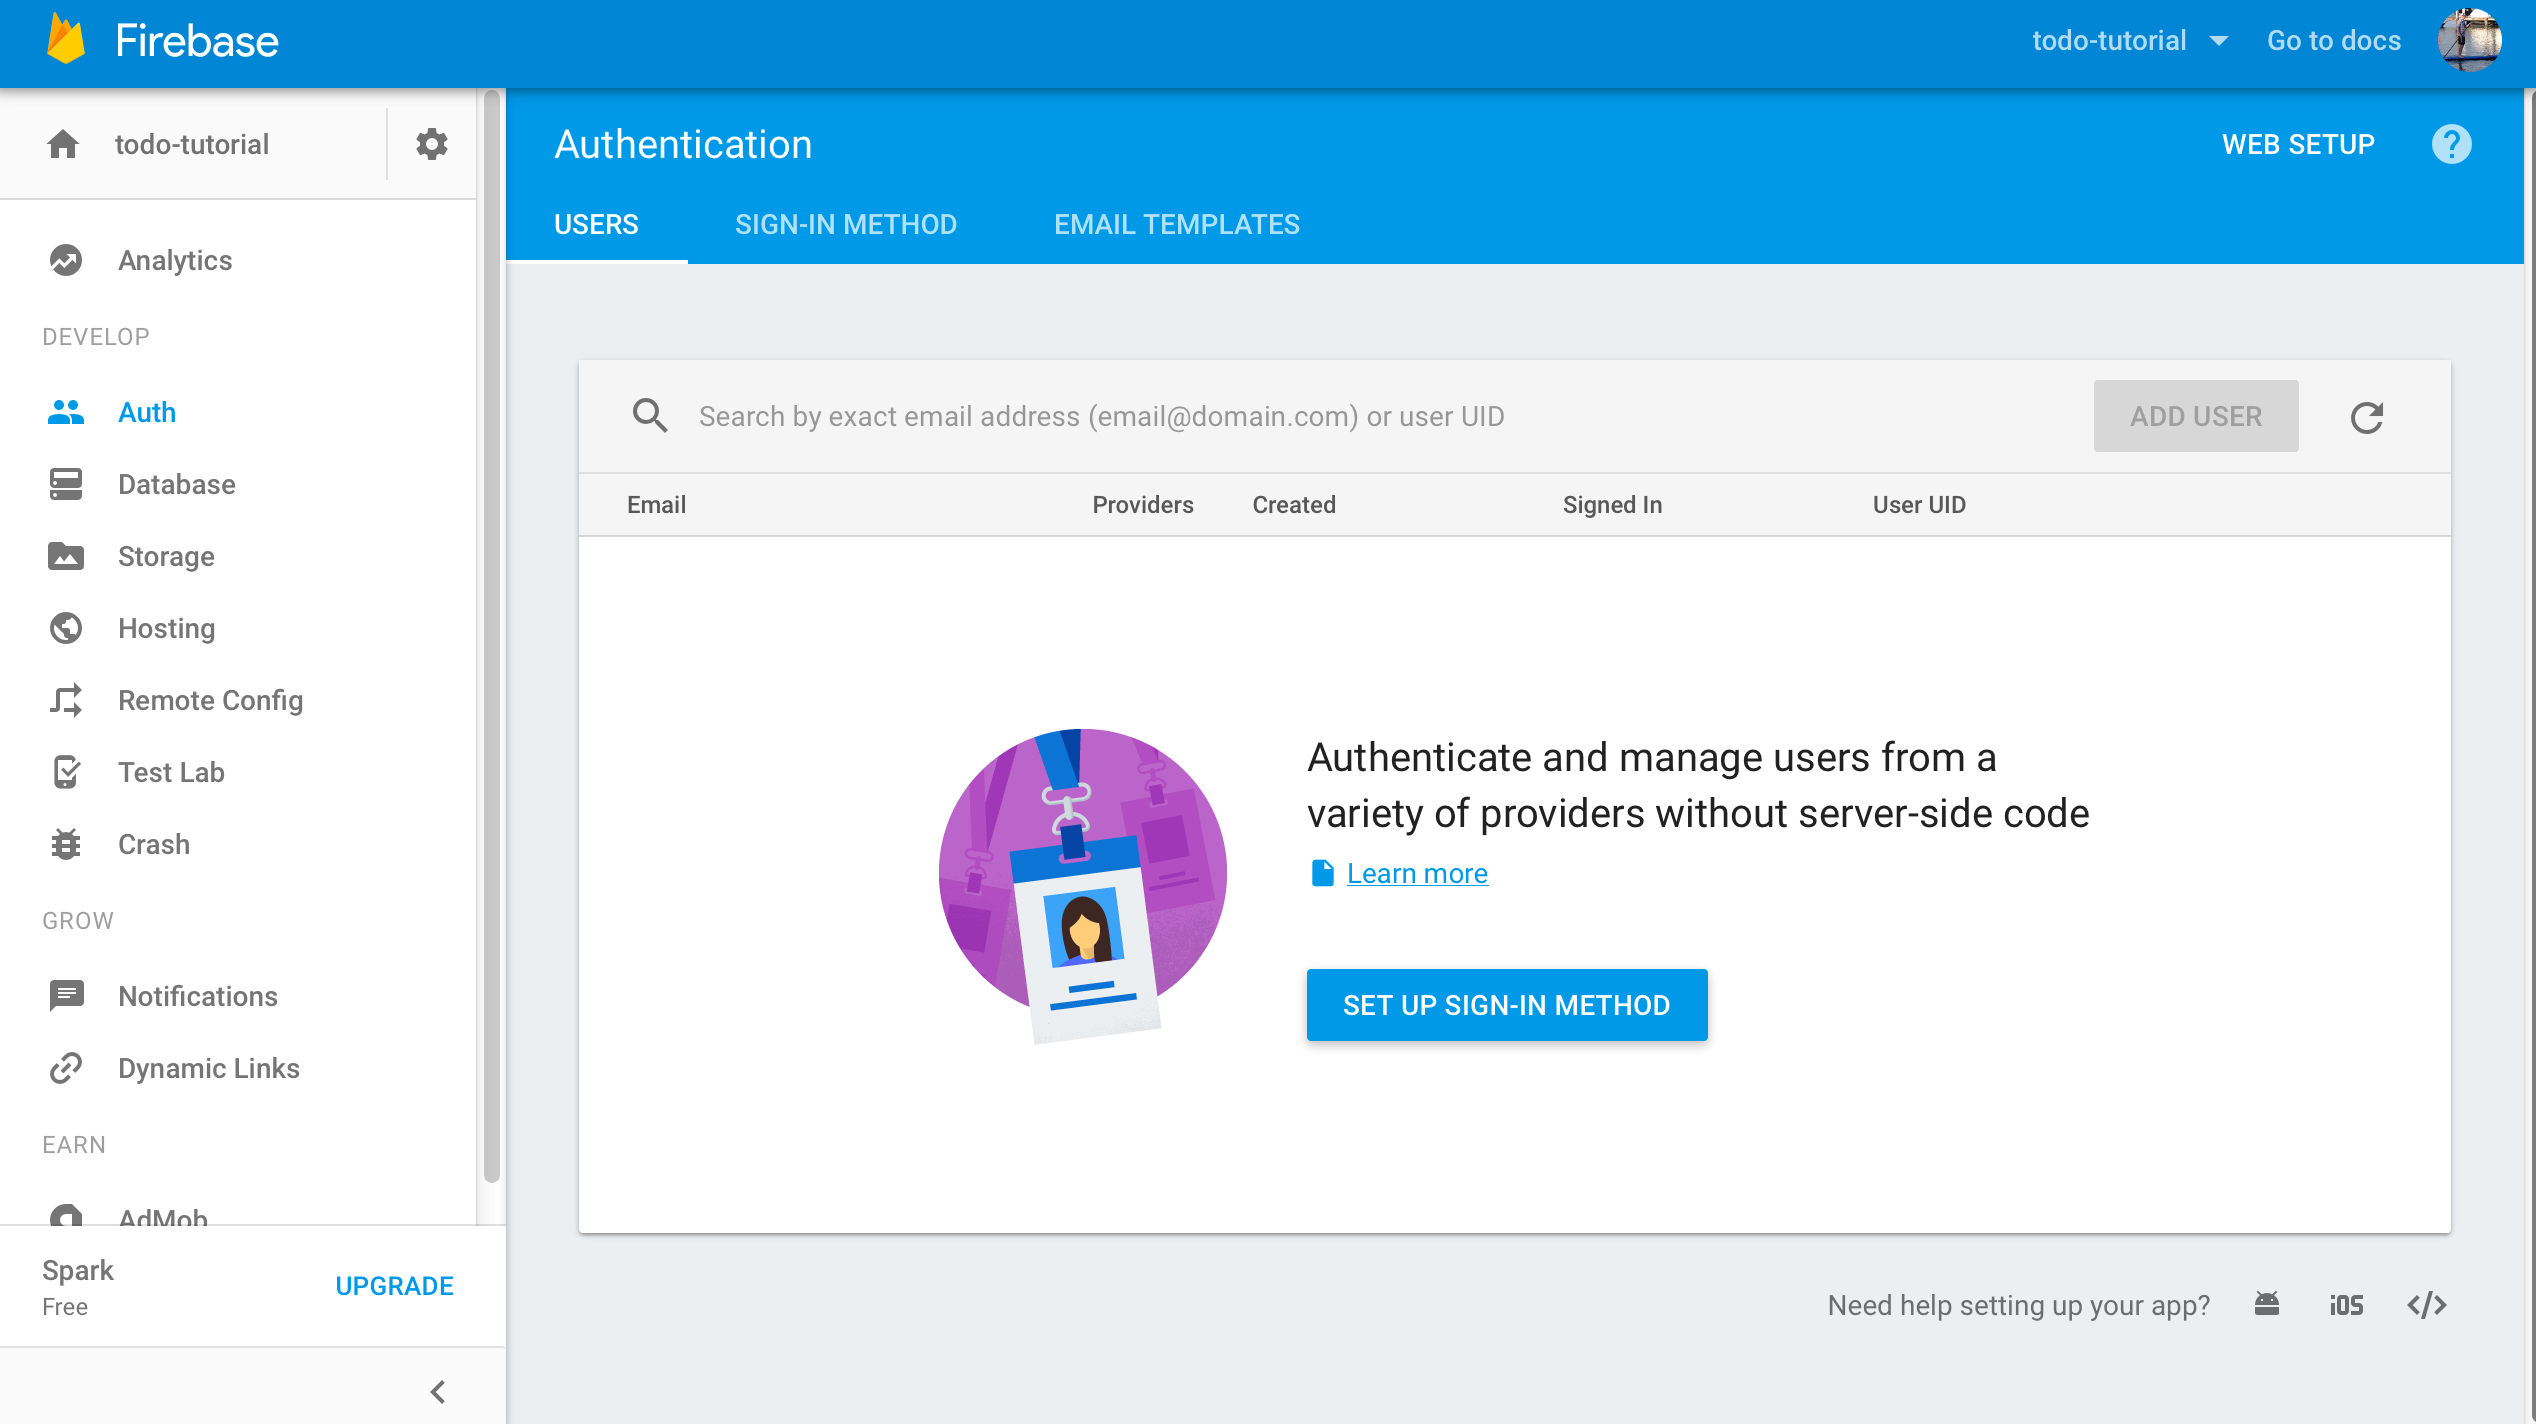 Firebase
todo-tutorial
Go to docs
todo-tutorial
Analytics
DEVELOP
Auth
Database
Storage
Hosting
Remote Config
Test Lab
Crash
GROW
Notifications
Dynamic Links
EARN
AdMob
Spark
Free
UPGRADE
Authentication
WEB SETUP
?
USERS
SIGN-IN METHOD
EMAIL TEMPLATES
Search by exact email address (email@domain.com) or user UID
ADD USER
Email
Providers
Created
Signed In
User UID
Authenticate and manage users from a
variety of providers without server-side code
Learn more
SET UP SIGN-IN METHOD
Need help setting up your app?
iOS
</>